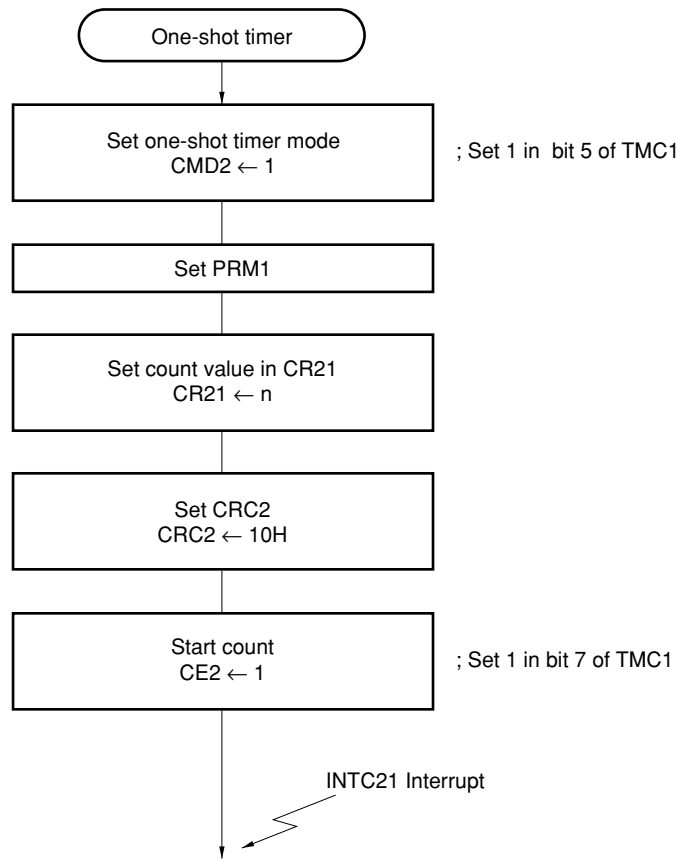 One-shot timer
Set one-shot timer mode
CMD2 ← 1
; Set 1 in bit 5 of TMC1
Set PRM1
Set count value in CR21
CR21 ← n
Set CRC2
CRC2 ← 10H
Start count
CE2 ← 1
; Set 1 in bit 7 of TMC1
INTC21 Interrupt